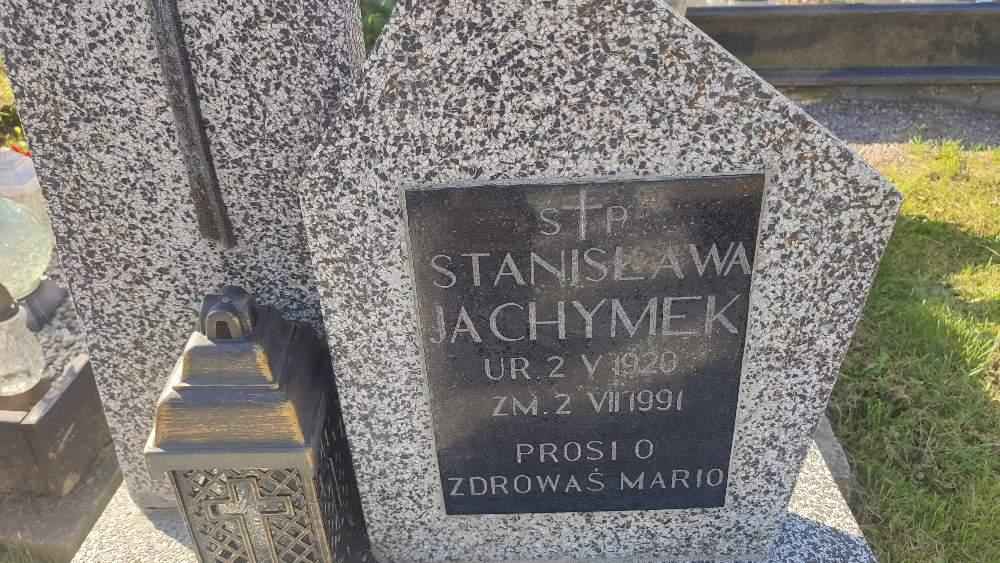 Ś † P
STANISŁAWA
JACHYMEK
UR. 2 V 1920
ZM. 2 VII 1991
PROSI O
ZDROWAŚ MARIO